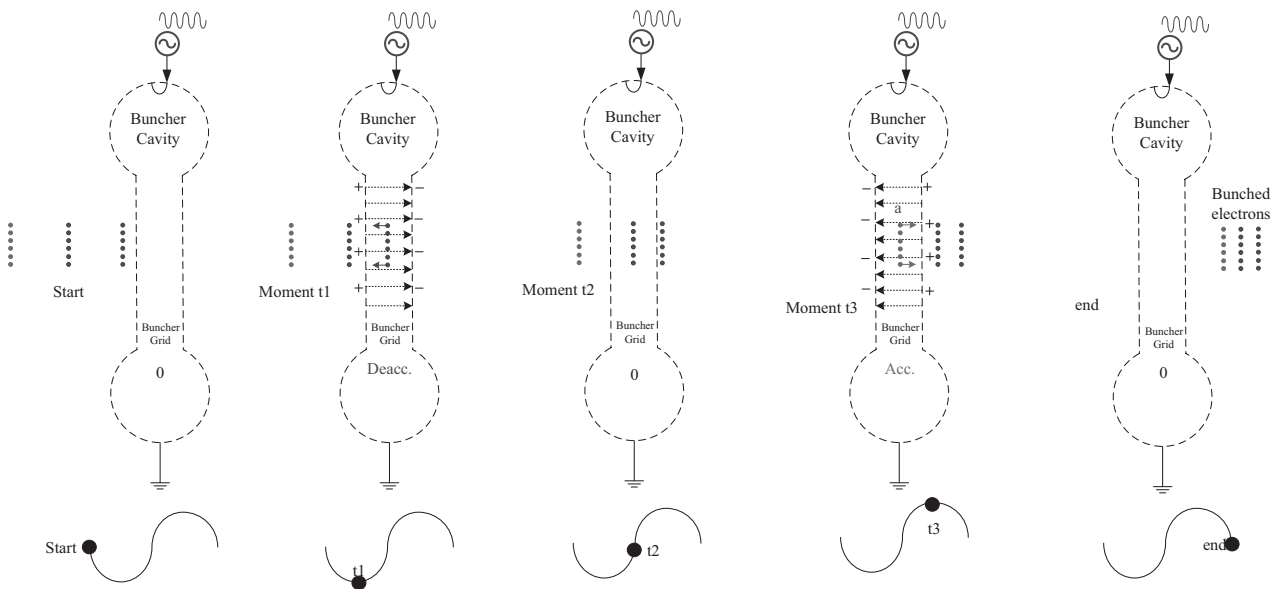 Buncher
Cavity
Start
Buncher
Grid
0
Start
Buncher
Cavity
+ −
+ −
+ −
+ −
Moment t1
Buncher
Grid
Deacc.
t1
Buncher
Cavity
Moment t2
Buncher
Grid
0
t2
Buncher
Cavity
− +
a
− +
− +
− +
Moment t3
Buncher
Grid
Acc.
t3
Buncher
Cavity
Bunched
electrons
end
Buncher
Grid
0
end